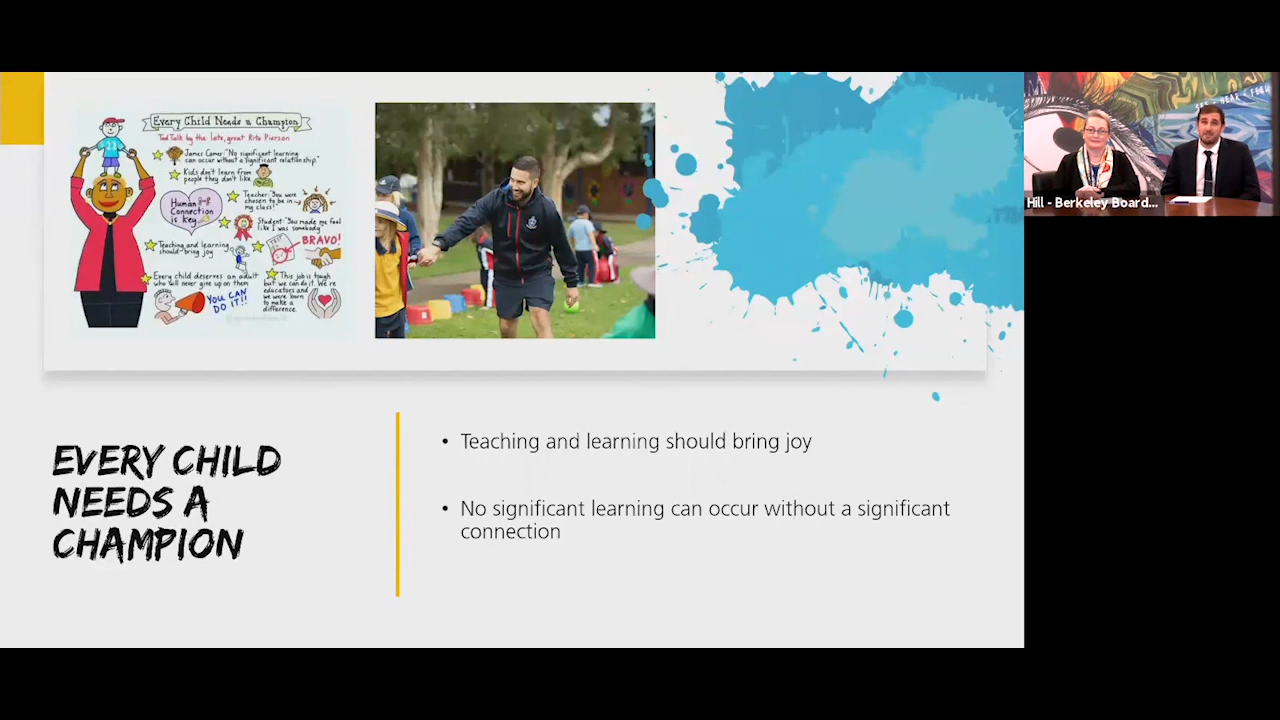 Every Child Needs a Champion
Ted Talk by the late, great Rita Pierson
James Comer: "No significant learning
can occur without a significant relationship."
Kids don't learn from
people they don't like
Human
Connection
is key
Teacher: "You were
chosen to be in
my class!"
Student: "You made me feel
like I was somebody"
Teaching and learning
should bring joy
BRAVO!
Every child deserves an adult
who will never give up on them
YOU CAN
DO IT!!
This job is tough
but we can do it. We're
educators and
we were born
to make a
difference.
EVERY CHILD
NEEDS A
CHAMPION
• Teaching and learning should bring joy
• No significant learning can occur without a significant
connection
Hill - Berkeley Board...